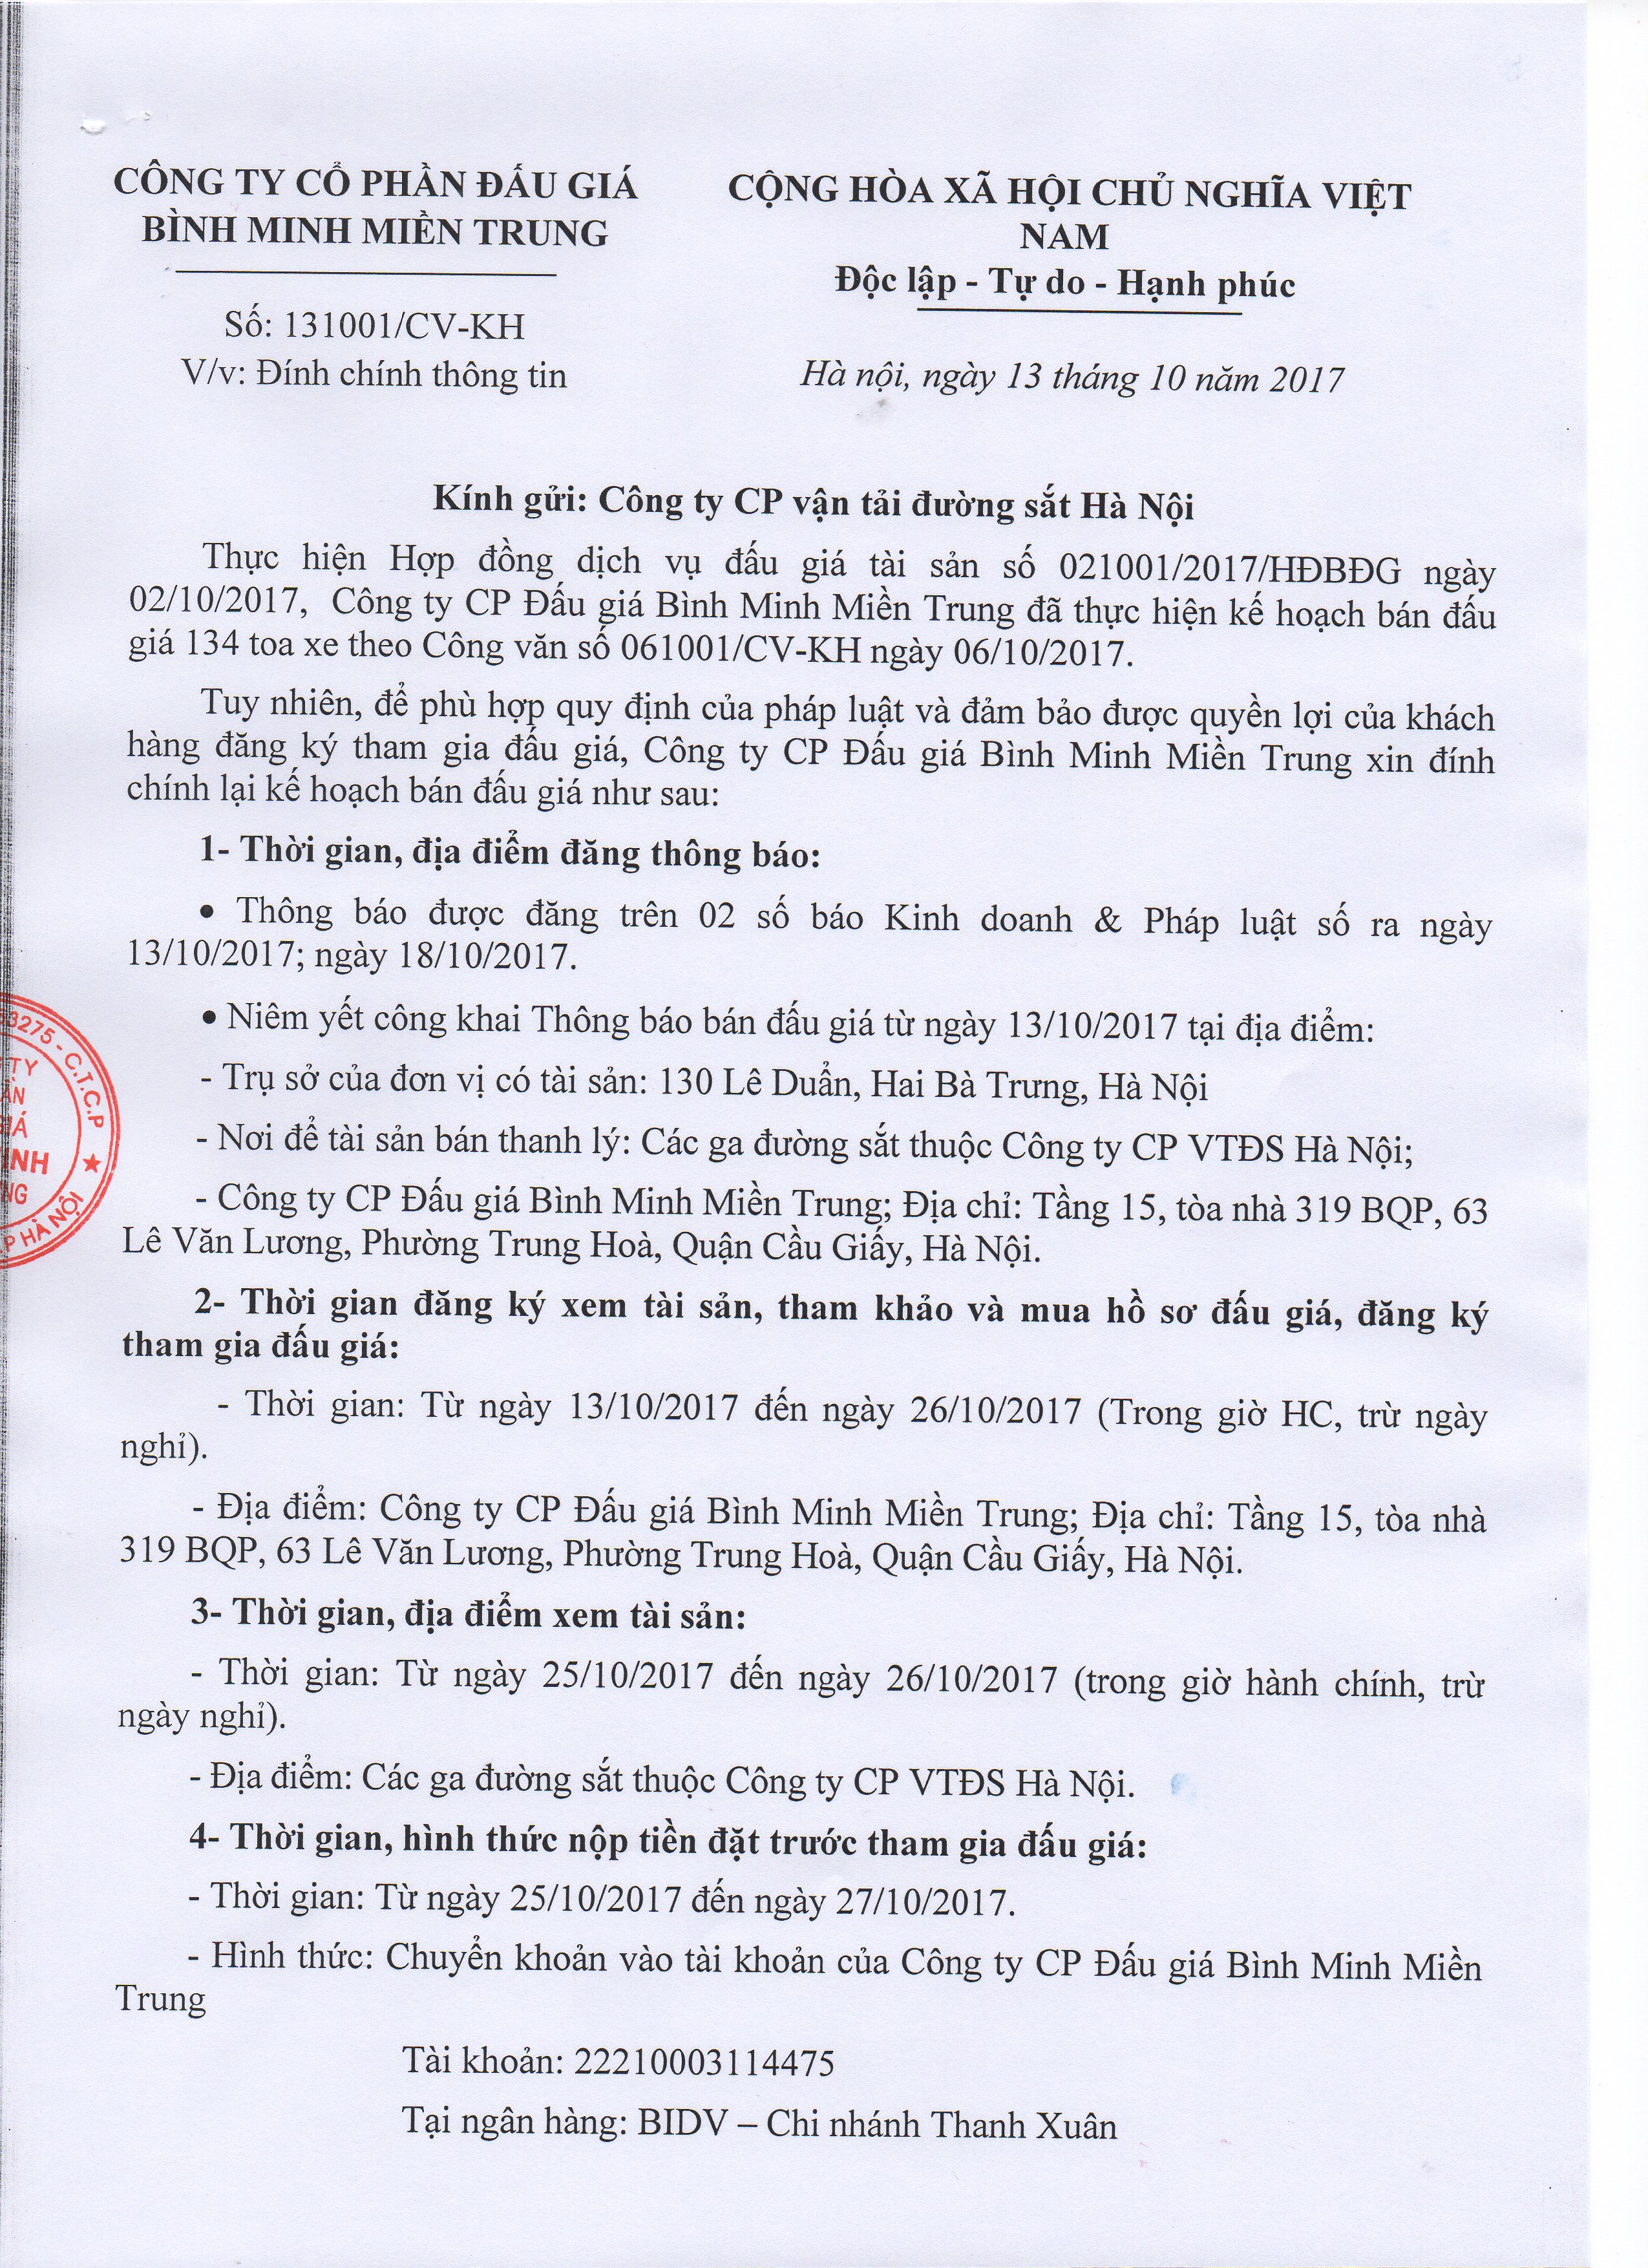 CÔNG TY CỔ PHẦN ĐẤU GIÁ
BÌNH MINH MIỀN TRUNG
Số: 131001/CV-KH
V/v: Đính chính thông tin
CỘNG HÒA XÃ HỘI CHỦ NGHĨA VIỆT
NAM
Độc lập - Tự do - Hạnh phúc
Hà nội, ngày 13 tháng 10 năm 2017
Kính gửi: Công ty CP vận tải đường sắt Hà Nội
Thực hiện Hợp đồng dịch vụ đấu giá tài sản số 021001/2017/HĐBĐG ngày
02/10/2017, Công ty CP Đấu giá Bình Minh Miền Trung đã thực hiện kế hoạch bán đấu
giá 134 toa xe theo Công văn số 061001/CV-KH ngày 06/10/2017.
Tuy nhiên, để phù hợp quy định của pháp luật và đảm bảo được quyền lợi của khách
hàng đăng ký tham gia đấu giá, Công ty CP Đấu giá Bình Minh Miền Trung xin đính
chính lại kế hoạch bán đấu giá như sau:
1- Thời gian, địa điểm đăng thông báo:
• Thông báo được đăng trên 02 số báo Kinh doanh & Pháp luật số ra ngày
13/10/2017; ngày 18/10/2017.
• Niêm yết công khai Thông báo bán đấu giá từ ngày 13/10/2017 tại địa điểm:
- Trụ sở của đơn vị có tài sản: 130 Lê Duẩn, Hai Bà Trưng, Hà Nội
- Nơi để tài sản bán thanh lý: Các ga đường sắt thuộc Công ty CP VTĐS Hà Nội;
- Công ty CP Đấu giá Bình Minh Miền Trung; Địa chỉ: Tầng 15, tòa nhà 319 BQP, 63
Lê Văn Lương, Phường Trung Hoà, Quận Cầu Giấy, Hà Nội.
2- Thời gian đăng ký xem tài sản, tham khảo và mua hồ sơ đấu giá, đăng ký
tham gia đấu giá:
- Thời gian: Từ ngày 13/10/2017 đến ngày 26/10/2017 (Trong giờ HC, trừ ngày
nghỉ).
- Địa điểm: Công ty CP Đấu giá Bình Minh Miền Trung; Địa chỉ: Tầng 15, tòa nhà
319 BQP, 63 Lê Văn Lương, Phường Trung Hoà, Quận Cầu Giấy, Hà Nội.
3- Thời gian, địa điểm xem tài sản:
- Thời gian: Từ ngày 25/10/2017 đến ngày 26/10/2017 (trong giờ hành chính, trừ
ngày nghỉ).
- Địa điểm: Các ga đường sắt thuộc Công ty CP VTĐS Hà Nội.
4- Thời gian, hình thức nộp tiền đặt trước tham gia đấu giá:
- Thời gian: Từ ngày 25/10/2017 đến ngày 27/10/2017.
- Hình thức: Chuyển khoản vào tài khoản của Công ty CP Đấu giá Bình Minh Miền
Trung
Tài khoản: 22210003114475
Tại ngân hàng: BIDV – Chi nhánh Thanh Xuân
3275 - C.T.C.P
TY
GIÁ
P HÀ NỘI